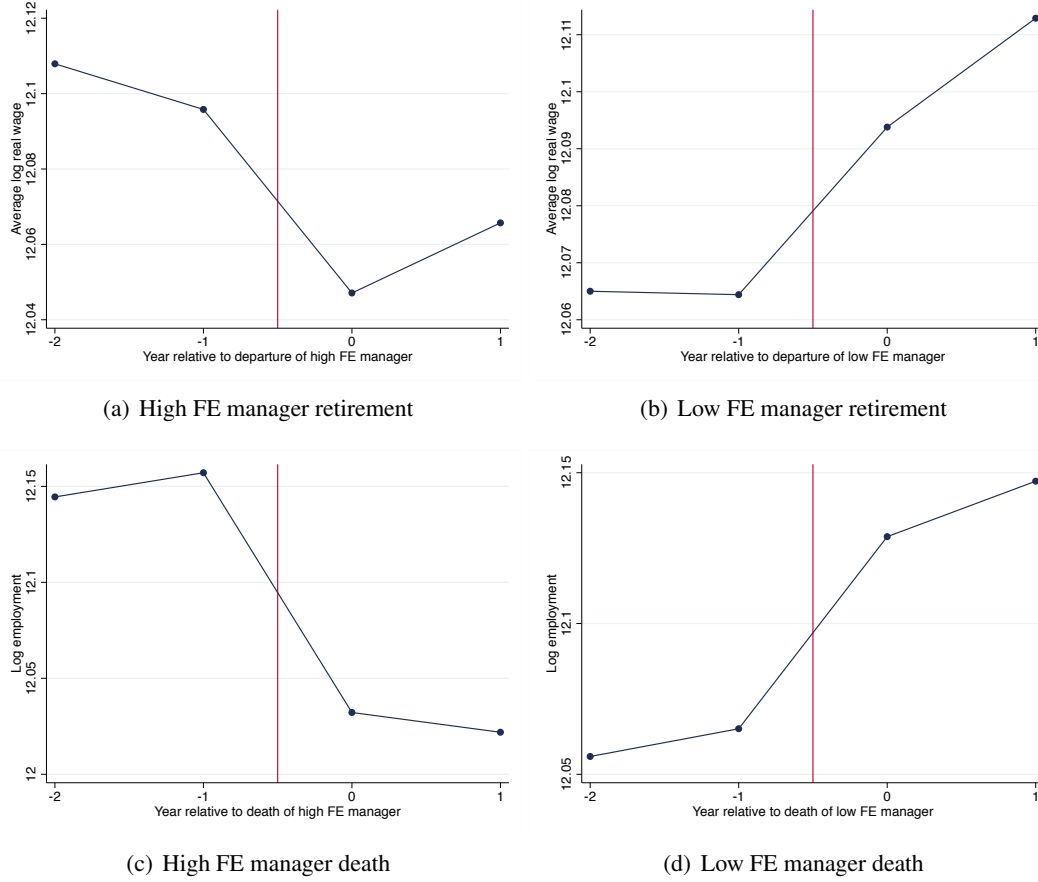 12.12
12.1
12.08
12.06
12.04
Average log real wage
-2 -1 0 1
Year relative to departure of high FE manager
(a) High FE manager retirement
12.11
12.1
12.09
12.08
12.07
12.06
Average log real wage
-2 -1 0 1
Year relative to departure of low FE manager
(b) Low FE manager retirement
12.15
12.1
12.05
12
Log employment
-2 -1 0 1
Year relative to death of high FE manager
(c) High FE manager death
12.15
12.1
12.05
Log employment
-2 -1 0 1
Year relative to death of low FE manager
(d) Low FE manager death